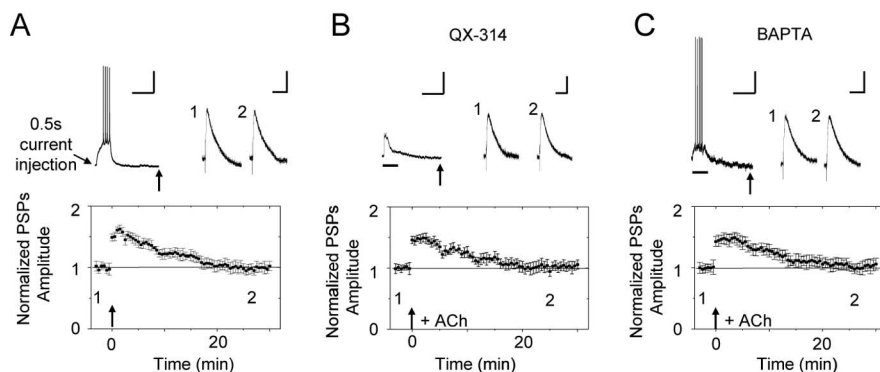 A
0.5s
current
injection
1
2
Normalized PSPs
Amplitude
2
1
0
1
2
0
20
Time (min)
B
QX-314
1
2
Normalized PSPs
Amplitude
2
1
0
1
2
+ ACh
0
20
Time (min)
C
BAPTA
1
2
Normalized PSPs
Amplitude
2
1
0
1
2
+ ACh
0
20
Time (min)